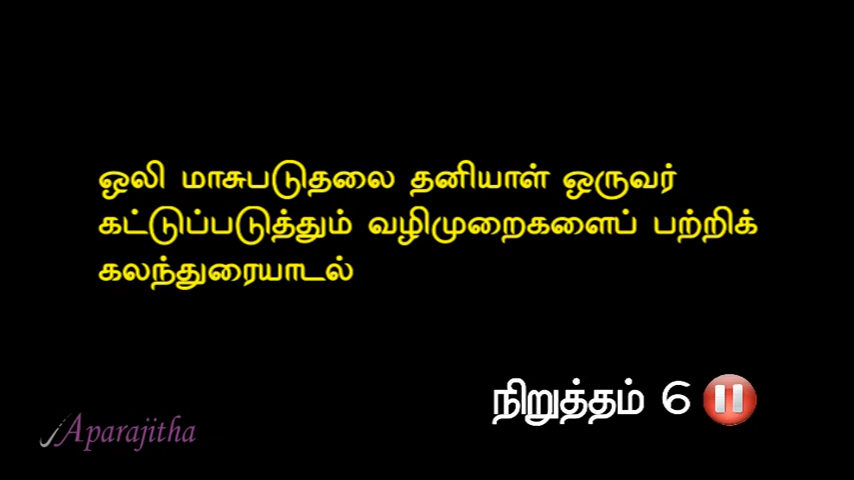 ஒலி மாசுபடுதலை தனியாள் ஒருவர்
கட்டுப்படுத்தும் வழிமுறைகளைப் பற்றிக்
கலந்துரையாடல்
நிறுத்தம் 6
Aparajitha